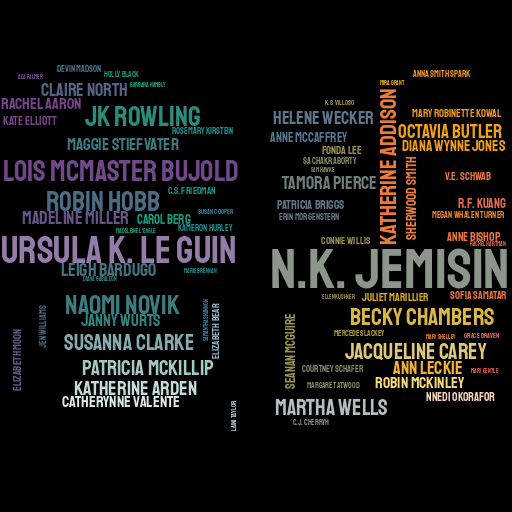 DEVIN MADSON
ADA PALMER
HOLLY BLACK
CLAIRE NORTH
BARBARA HAMBLY
RACHEL AARON
JK ROWLING
KATE ELLIOTT
ROSEMARY KIRSTEIN
MAGGIE STIEFVATER
LOIS MCMASTER BUJOLD
C.S. FRIEDMAN
ROBIN HOBB
MADELINE MILLER
CAROL BERG
SUSAN COOPER
KAMERON HURLEY
MADELEINE L'ENGLE
URSULA K. LE GUIN
LEIGH BARDUGO
MARIE BRENNAN
DIANA GABALDON
NAOMI NOVIK
JANNY WURTS
SUSANNA CLARKE
JEN WILLIAMS
ELIZABETH MOON
SAMANTHA SHANNON
ELIZABETH BEAR
PATRICIA MCKILLIP
KATHERINE ARDEN
CATHERYNNE VALENTE
LAINI TAYLOR
ANNA SMITH SPARK
MIRA GRANT
K.S VILLOSO
HELENE WECKER
MARY ROBINETTE KOWAL
ANNE MCCAFFREY
OCTAVIA BUTLER
DIANA WYNNE JONES
FONDA LEE
SA CHAKRABORTY
SAM HAWKE
KATHERINE ADDISON
SHERWOOD SMITH
TAMORA PIERCE
V.E. SCHWAB
PATRICIA BRIGGS
R.F. KUANG
ERIN MORGENSTERN
MEGAN WHALEN TURNER
CONNIE WILLIS
ANNE BISHOP
RACHEL HARTMAN
N.K. JEMISIN
ELLEN KUSHNER
JULIET MARILLIER
SOFIA SAMATAR
BECKY CHAMBERS
SEANAN MCGUIRE
MERCEDES LACKEY
MARY SHELLEY
GRACE DRAVEN
JACQUELINE CAREY
COURTNEY SCHAFER
ANN LECKIE
MARY GENTLE
MARGARET ATWOOD
ROBIN MCKINLEY
NNEDI OKORAFOR
MARTHA WELLS
C.J. CHERRYH